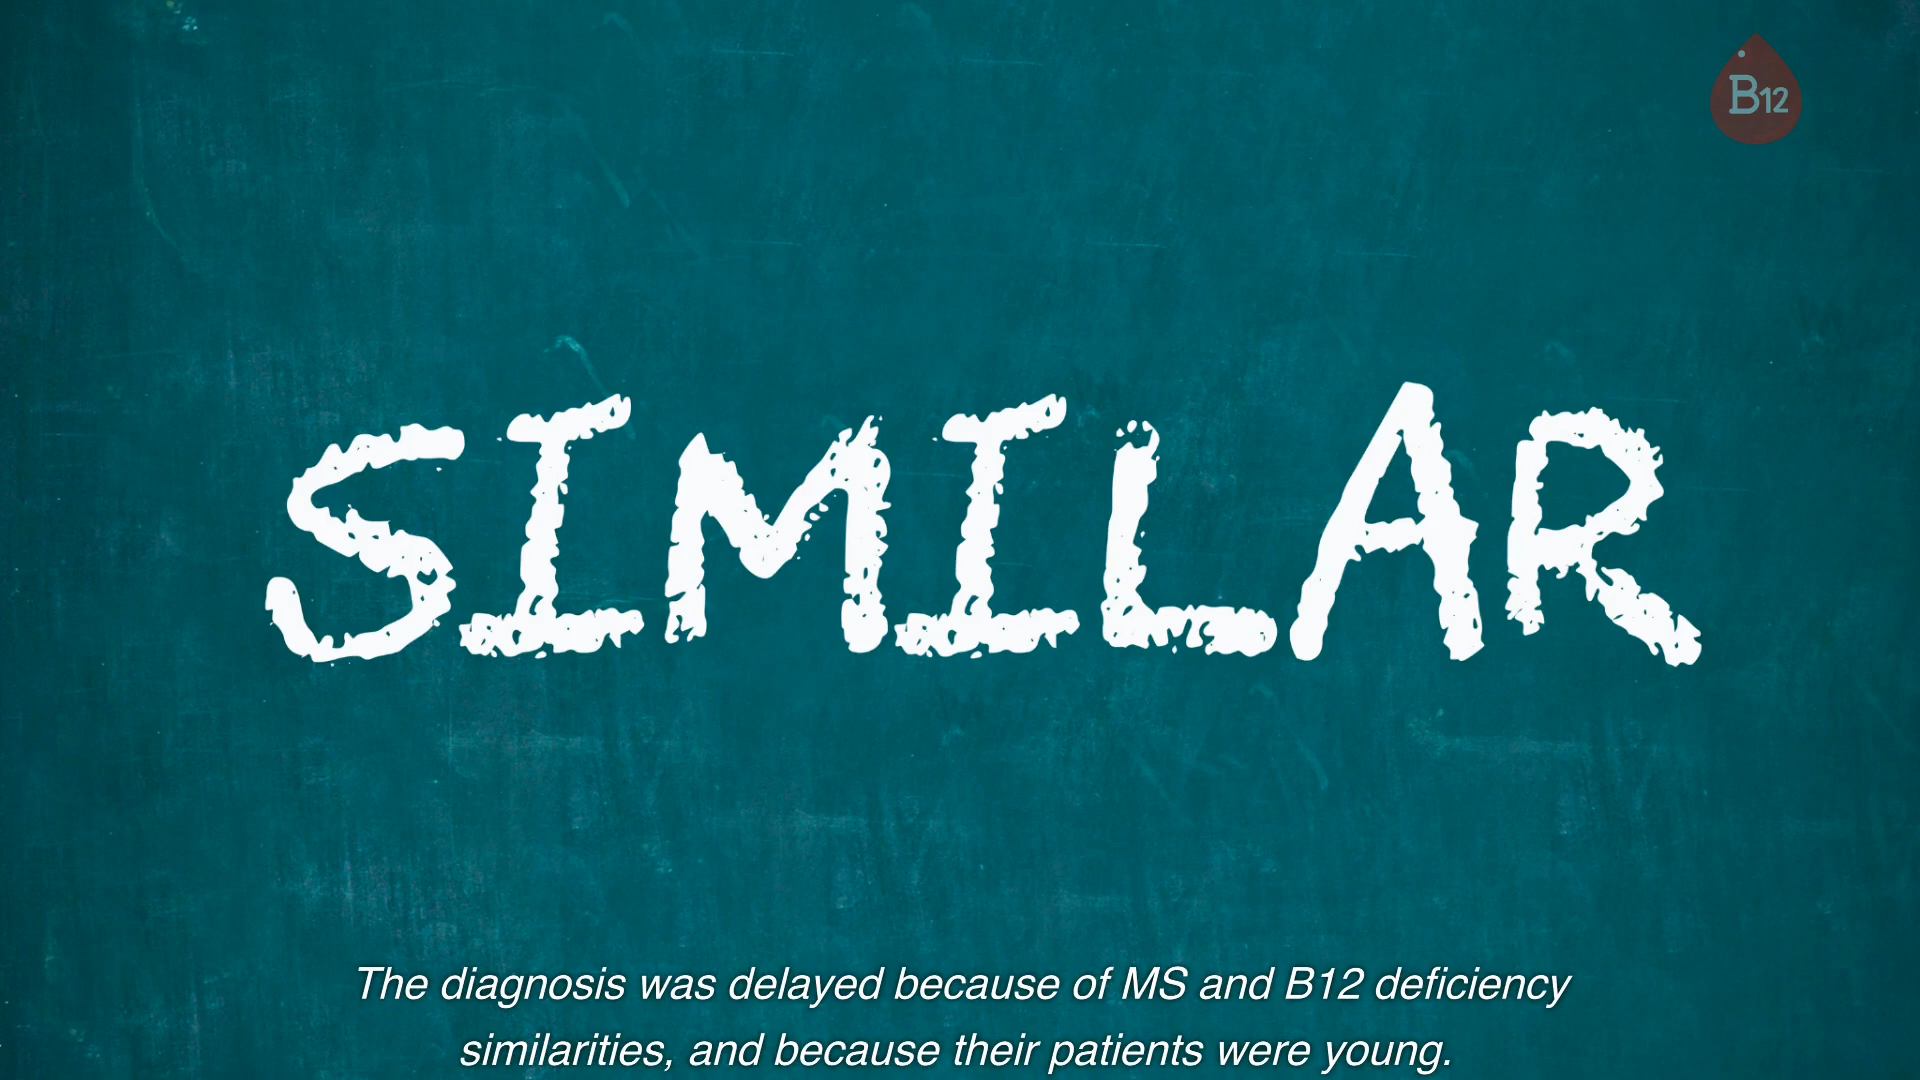 B12
SIMILAR
The diagnosis was delayed because of MS and B12 deficiency
similarities, and because their patients were young.